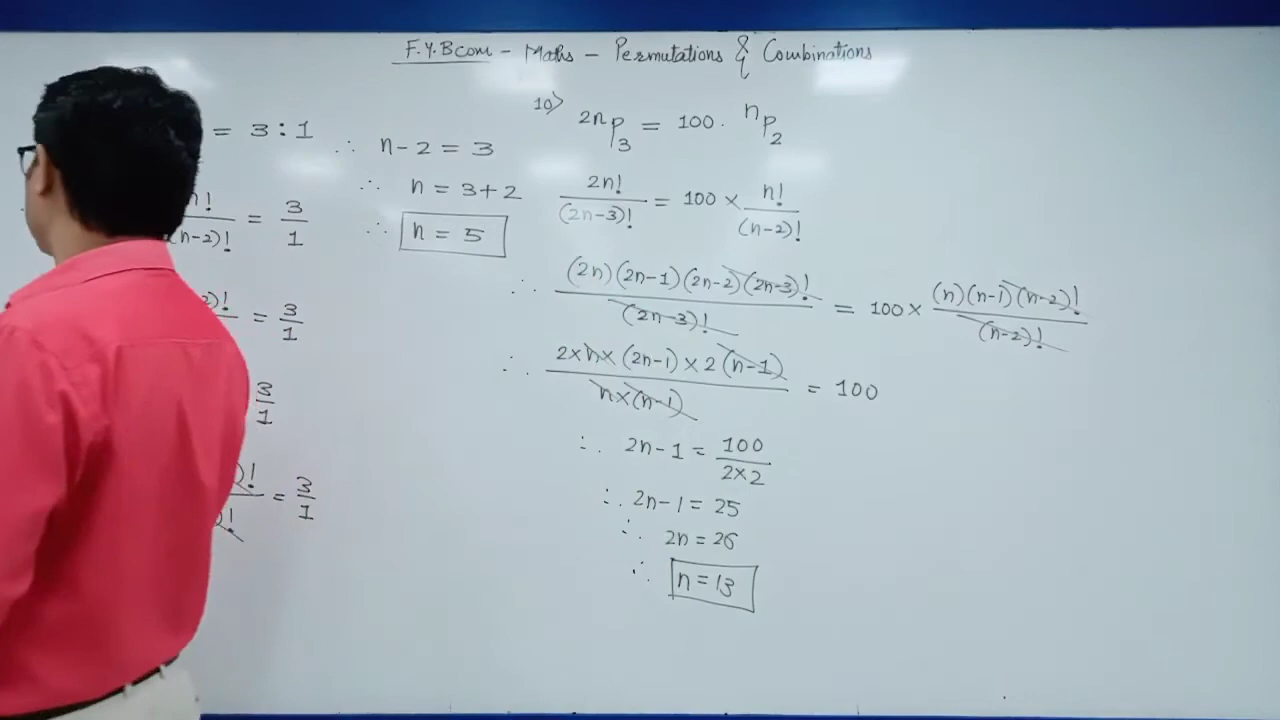 F.Y.Bcom - Maths - Permutations & Combinations
= 3 : 1
n!/(n-2)! = 3/1
)! = 3/1
3/1
)!/! = 3/1
∴ n-2 = 3
∴ n = 3+2
∴ n = 5
10> 2nP3 = 100. nP2
2n!/(2n-3)! = 100 × n!/(n-2)!
∴ (2n)(2n-1)(2n-2)(2n-3)!/(2n-3)! = 100 × (n)(n-1)(n-2)!/(n-2)!
∴ 2×n×(2n-1)×2(n-1)/n×(n-1) = 100
∴ 2n-1 = 100/2×2
∴ 2n-1 = 25
∴ 2n = 26
∴ n = 13